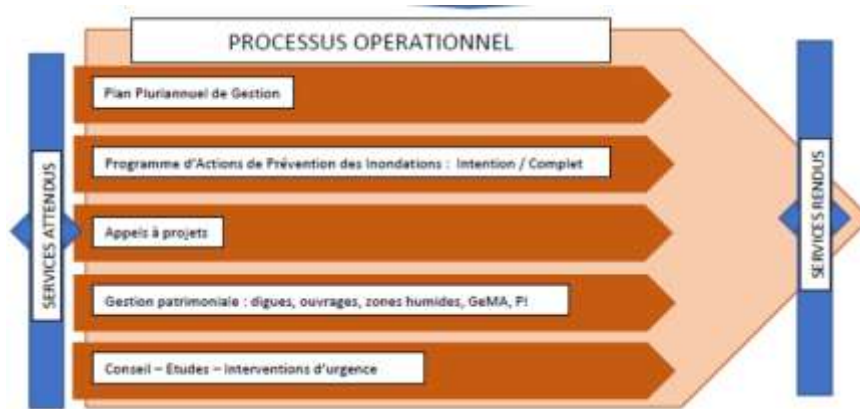 PROCESSUS OPERATIONNEL
SERVICES ATTENDUS
Plan Pluriannuel de Gestion
Programme d'Actions de Prévention des Inondations : Intention / Complet
Appels à projets
Gestion patrimoniale : digues, ouvrages, zones humides, GeMA, PI
Conseil – Etudes – Interventions d'urgence
SERVICES RENDUS